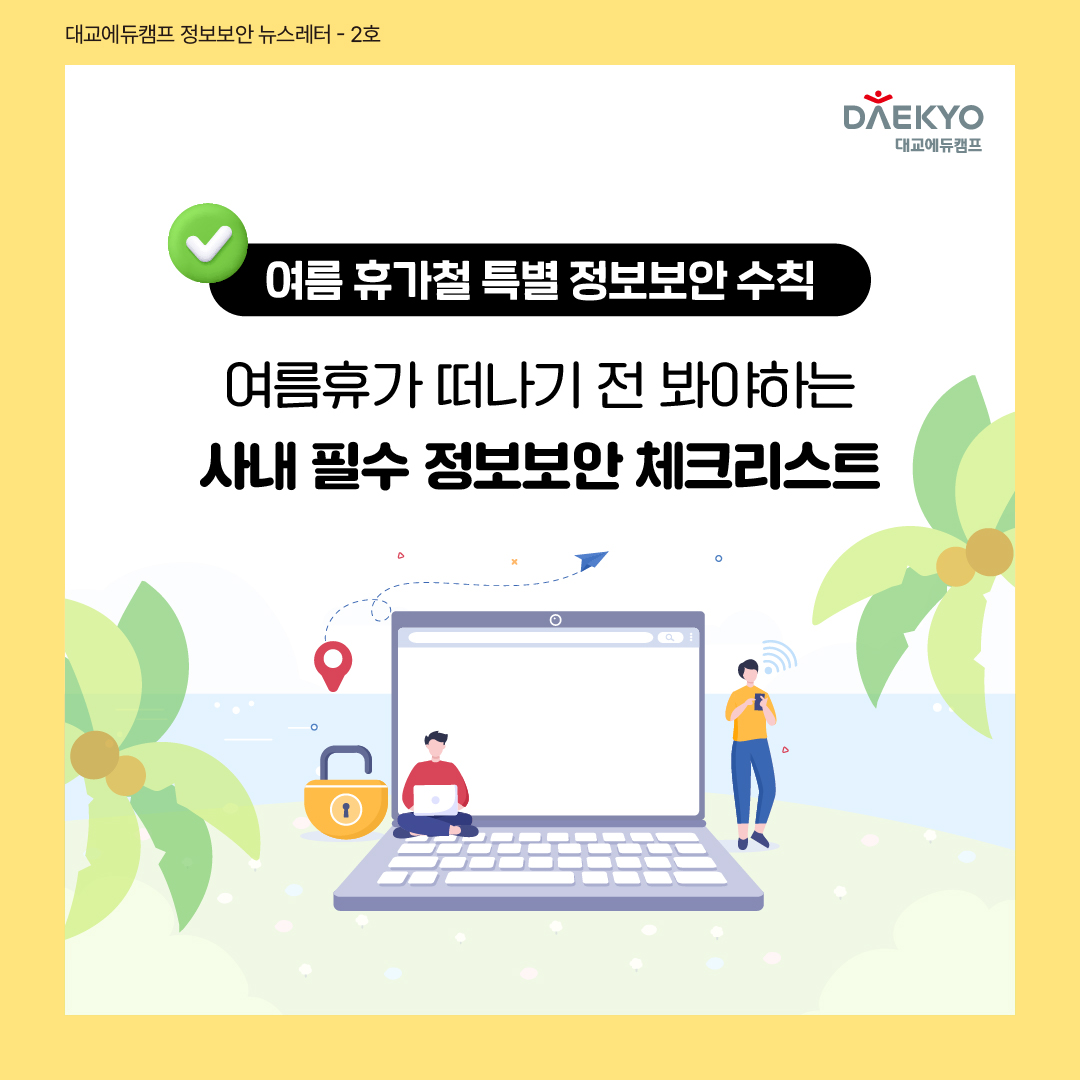 대교에듀캠프 정보보안 뉴스레터 - 2호
DAEKYO
대교에듀캠프
여름 휴가철 특별 정보보안 수칙
여름휴가 떠나기 전 봐야하는
사내 필수 정보보안 체크리스트